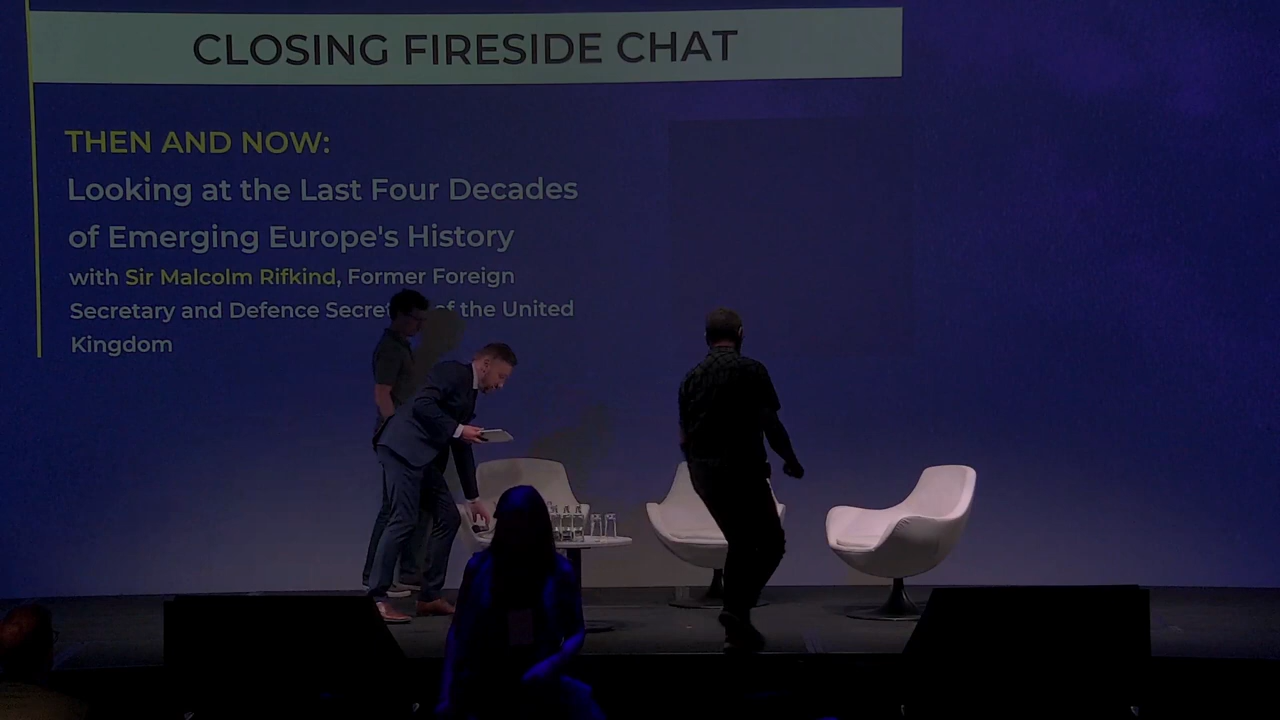 CLOSING FIRESIDE CHAT
THEN AND NOW:
Looking at the Last Four Decades
of Emerging Europe's History
with Sir Malcolm Rifkind, Former Foreign
Secretary and Defence Secre of the United
Kingdom